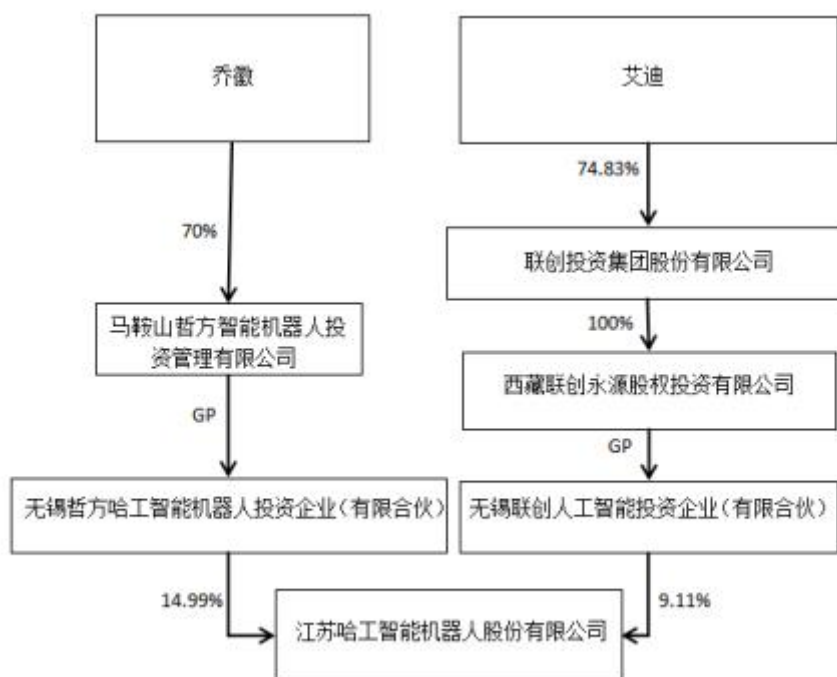 乔徽
艾迪
74.83%
70%
联创投资集团股份有限公司
马鞍山哲方智能机器人投
资管理有限公司
100%
西藏联创永源股权投资有限公司
GP
GP
无锡哲方哈工智能机器人投资企业（有限合伙）
无锡联创人工智能投资企业（有限合伙）
14.99%
9.11%
江苏哈工智能机器人股份有限公司